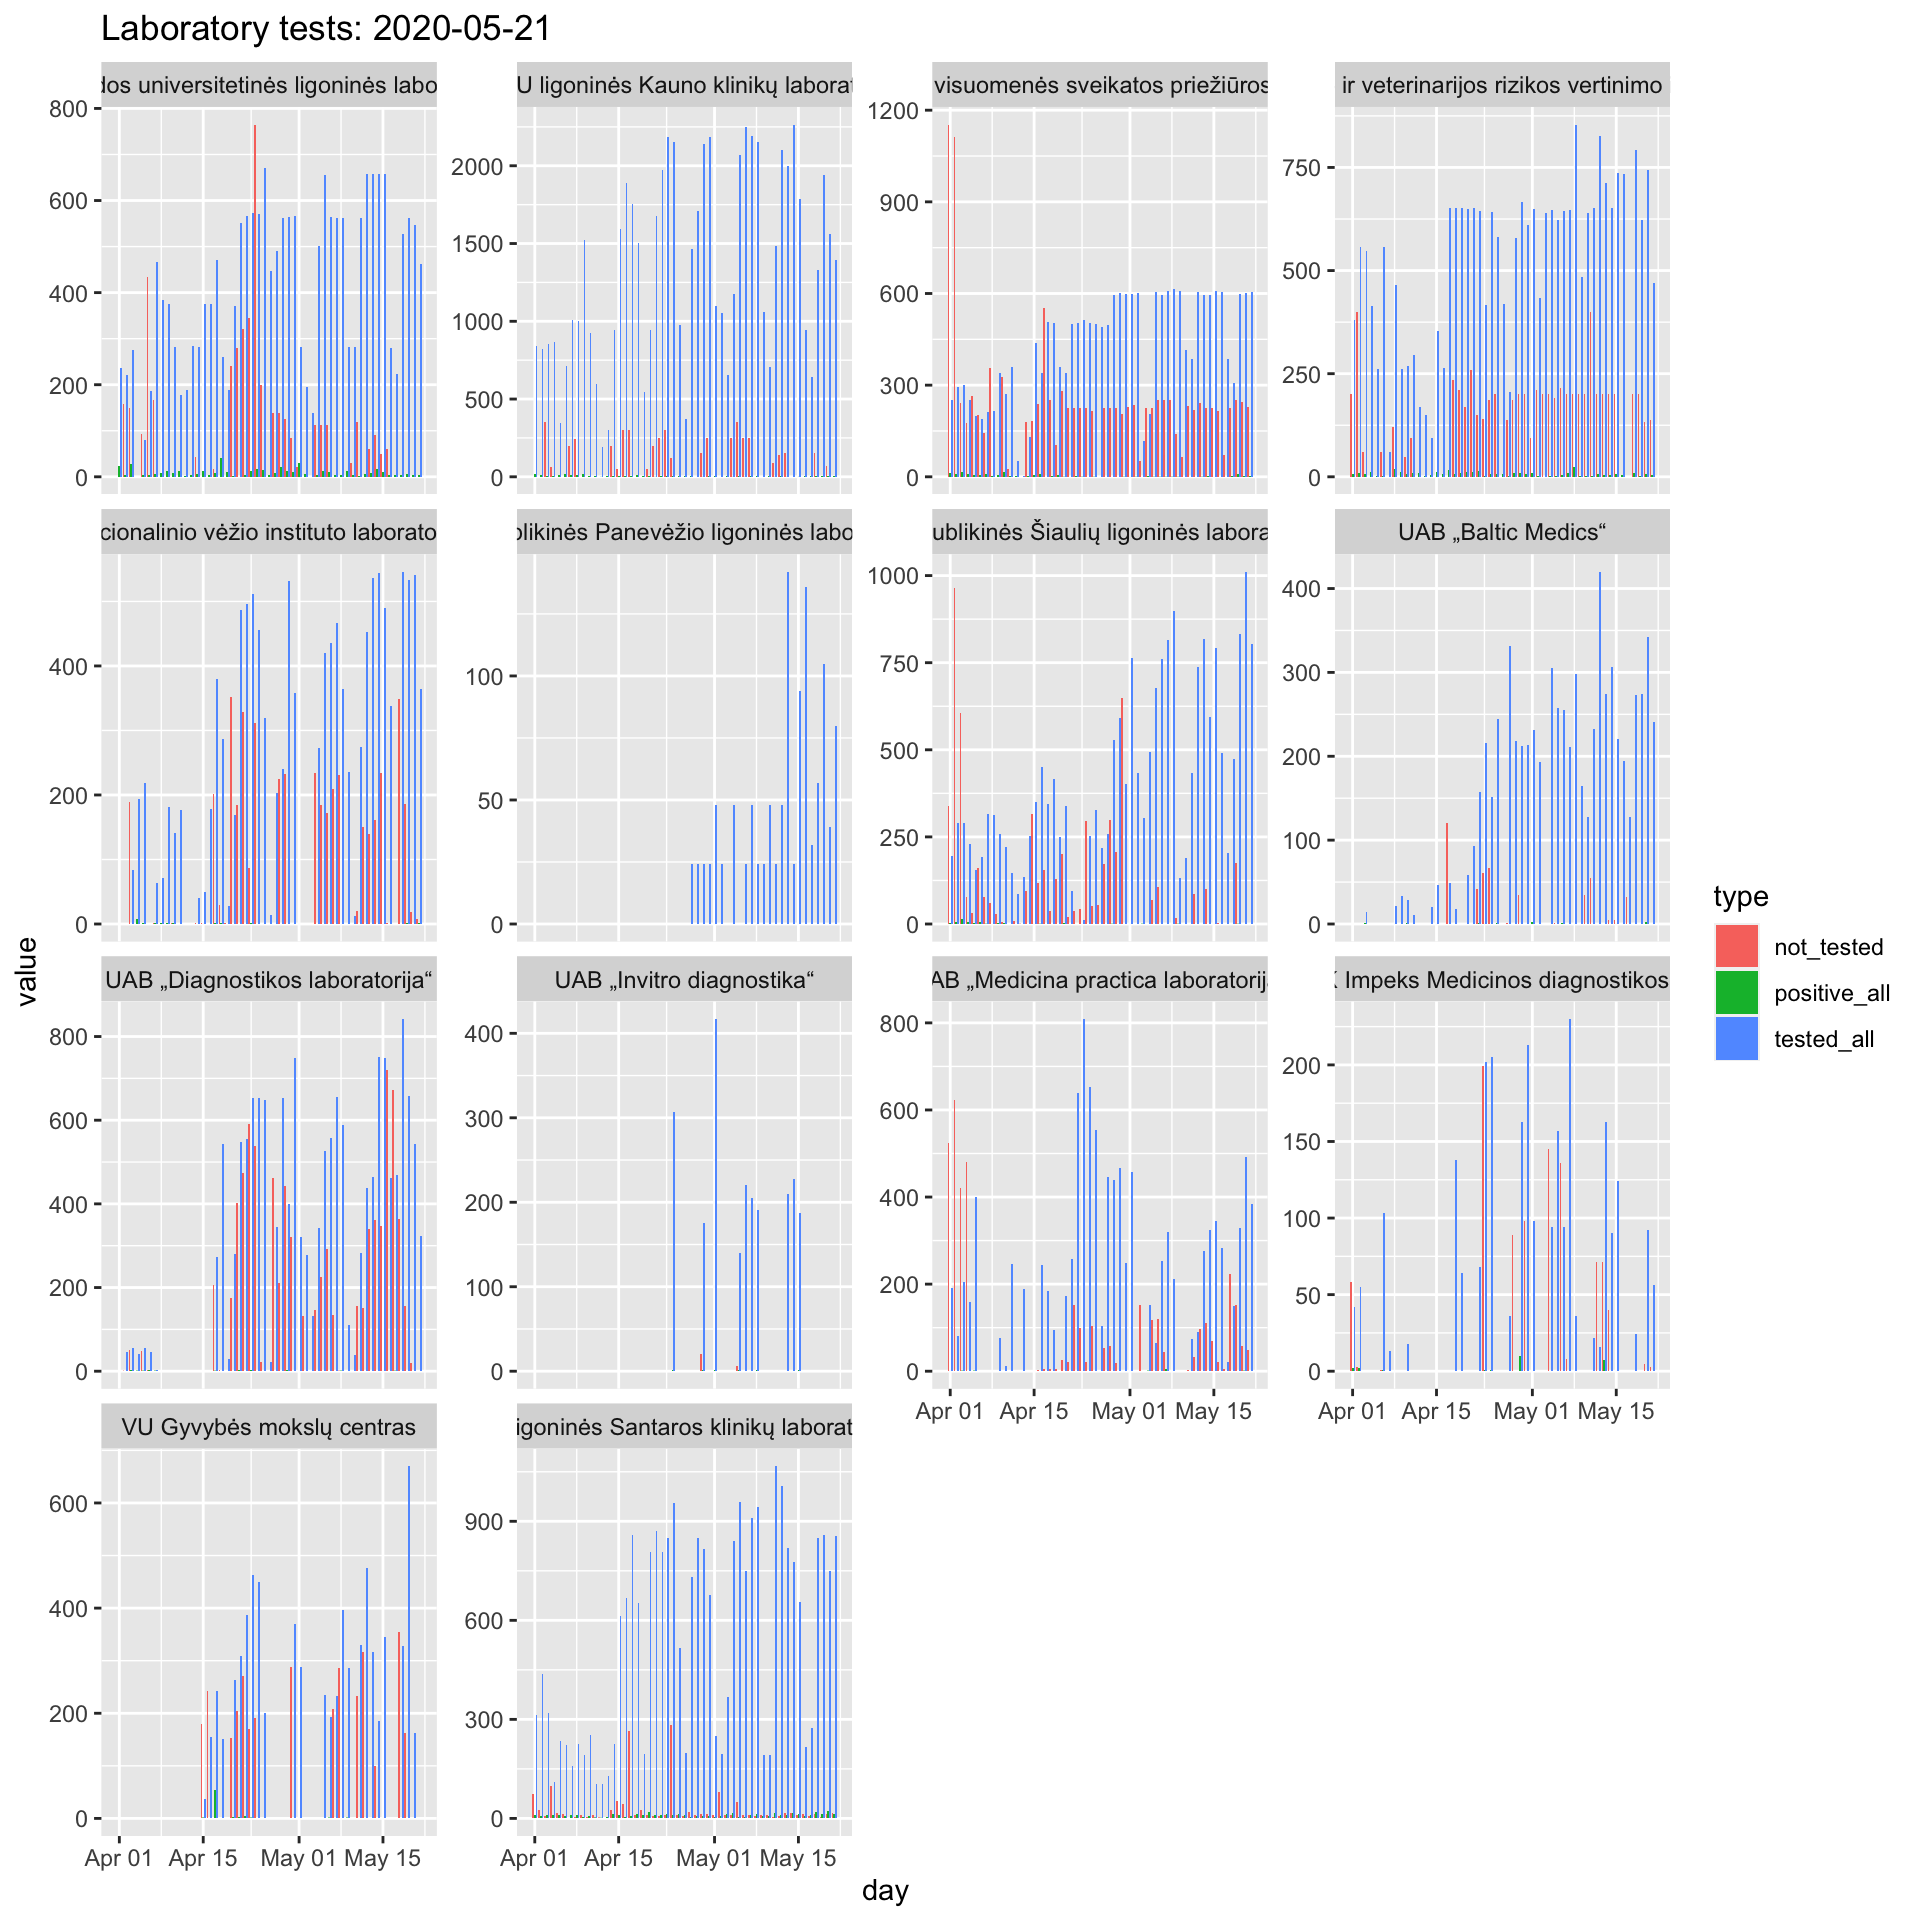 Laboratory tests: 2020-05-21
dos universitetinės ligoninės labo
U ligoninės Kauno klinikų laborat
visuomenės sveikatos priežiūros
ir veterinarijos rizikos vertinimo
0 200 400 600 800
0 500 1000 1500 2000
0 300 600 900 1200
0 250 500 750
cionalinio vėžio instituto laborato
blikinės Panevėžio ligoninės labo
ublikinės Šiaulių ligoninės labora
UAB „Baltic Medics“
0 200 400
0 50 100
0 250 500 750 1000
0 100 200 300 400
UAB „Diagnostikos laboratorija“
UAB „Invitro diagnostika“
AB „Medicina practica laboratorija
K Impeks Medicinos diagnostikos
0 200 400 600 800
0 100 200 300 400
0 200 400 600 800
0 50 100 150 200
Apr 01 Apr 15 May 01 May 15
Apr 01 Apr 15 May 01 May 15
VU Gyvybės mokslų centras
igoninės Santaros klinikų laborat
0 200 400 600
0 300 600 900
Apr 01 Apr 15 May 01 May 15
Apr 01 Apr 15 May 01 May 15
day
value
type
not_tested
positive_all
tested_all